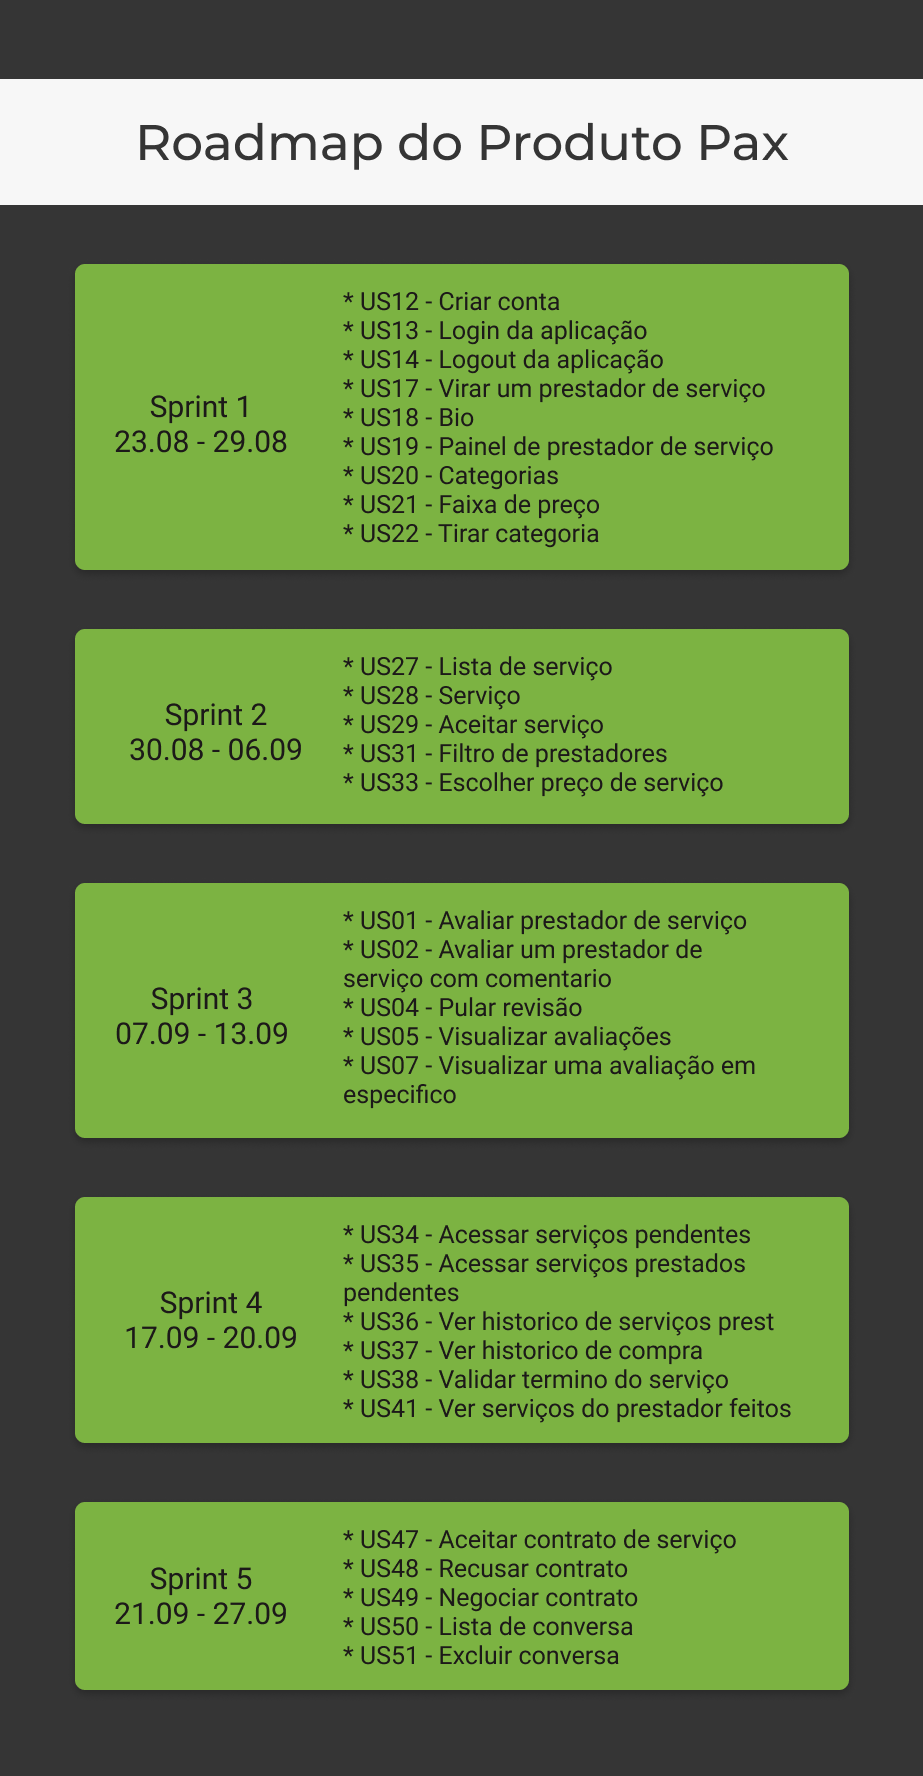 Roadmap do Produto Pax
Sprint 1
23.08 - 29.08
* US12 - Criar conta
* US13 - Login da aplicação
* US14 - Logout da aplicação
* US17 - Virar um prestador de serviço
* US18 - Bio
* US19 - Painel de prestador de serviço
* US20 - Categorias
* US21 - Faixa de preço
* US22 - Tirar categoria
Sprint 2
30.08 - 06.09
* US27 - Lista de serviço
* US28 - Serviço
* US29 - Aceitar serviço
* US31 - Filtro de prestadores
* US33 - Escolher preço de serviço
Sprint 3
07.09 - 13.09
* US01 - Avaliar prestador de serviço
* US02 - Avaliar um prestador de
serviço com comentario
* US04 - Pular revisão
* US05 - Visualizar avaliações
* US07 - Visualizar uma avaliação em
especifico
Sprint 4
17.09 - 20.09
* US34 - Acessar serviços pendentes
* US35 - Acessar serviços prestados
pendentes
* US36 - Ver historico de serviços prest
* US37 - Ver historico de compra
* US38 - Validar termino do serviço
* US41 - Ver serviços do prestador feitos
Sprint 5
21.09 - 27.09
* US47 - Aceitar contrato de serviço
* US48 - Recusar contrato
* US49 - Negociar contrato
* US50 - Lista de conversa
* US51 - Excluir conversa